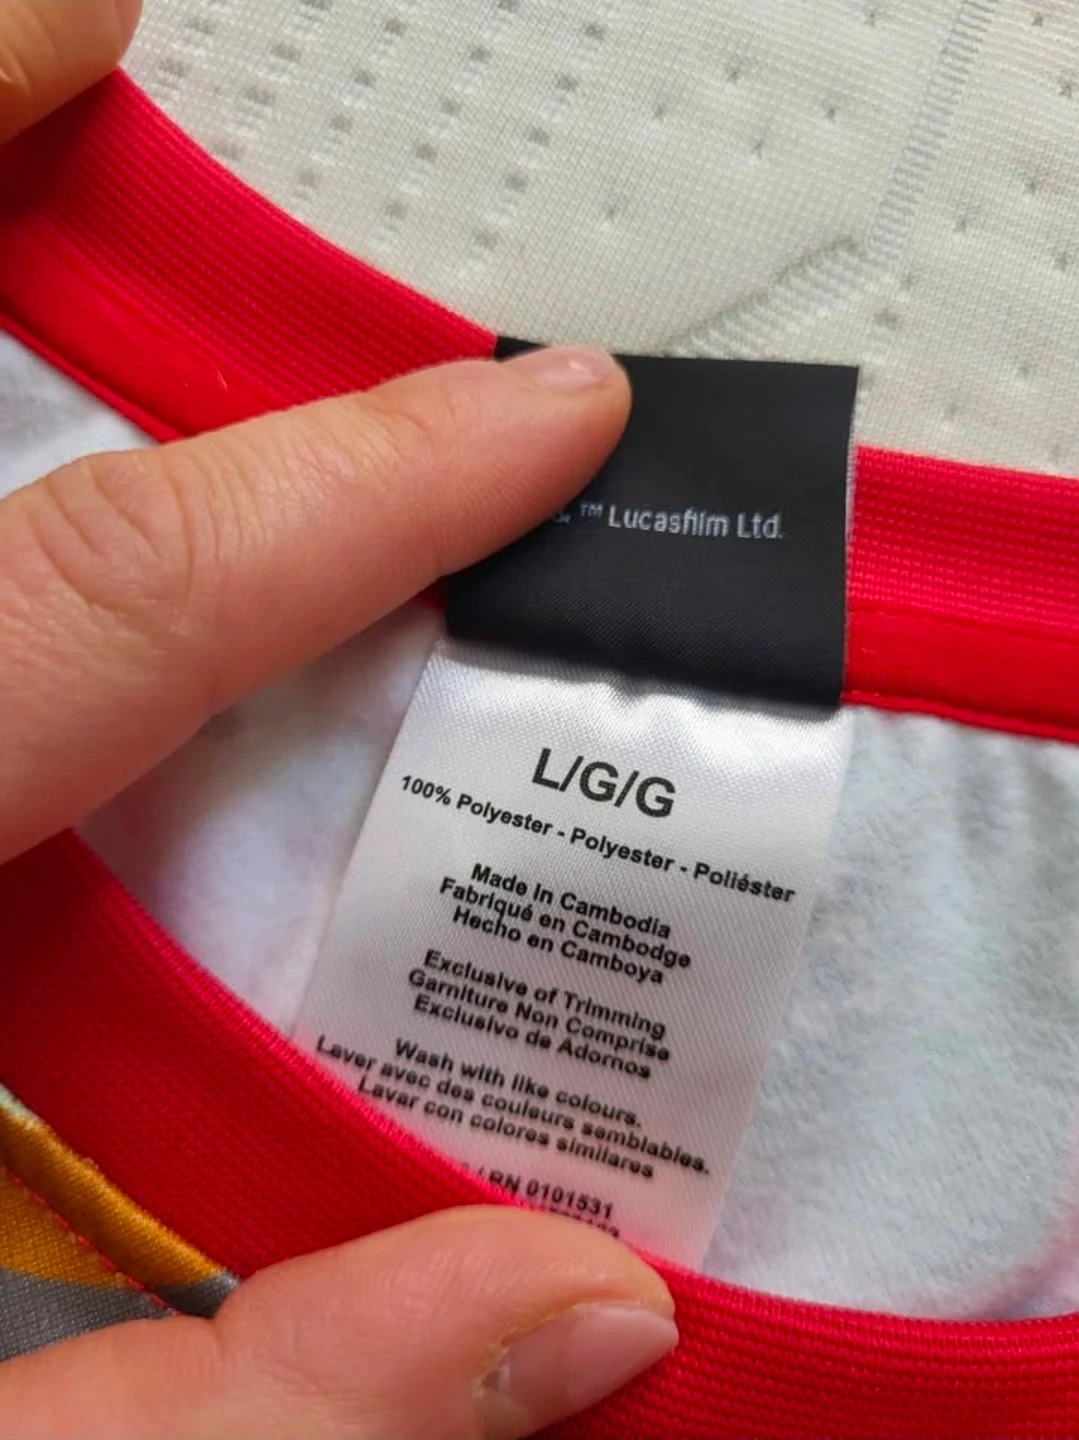 ™ Lucasfilm Ltd.
L/G/G
100% Polyester - Polyester - Poliéster
Made In Cambodia
Fabriqué en Cambodge
Hecho en Camboya
Exclusive of Trimming
Garniture Non Comprise
Exclusivo de Adornos
Wash with like colours.
Laver avec des couleurs semblables.
Lavar con colores similares
/ RN 0101531